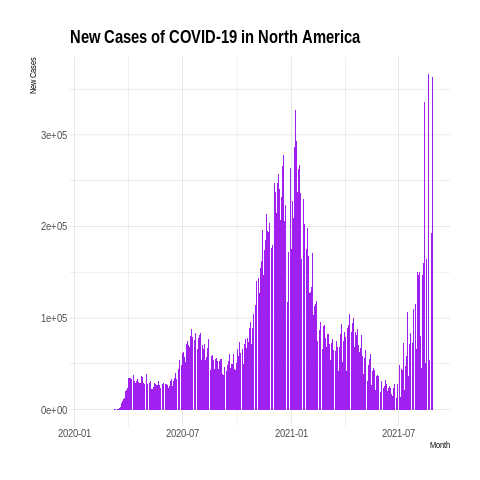 New Cases of COVID-19 in North America
New Cases
3e+05
2e+05
1e+05
0e+00
2020-01 2020-07 2021-01 2021-07
Month